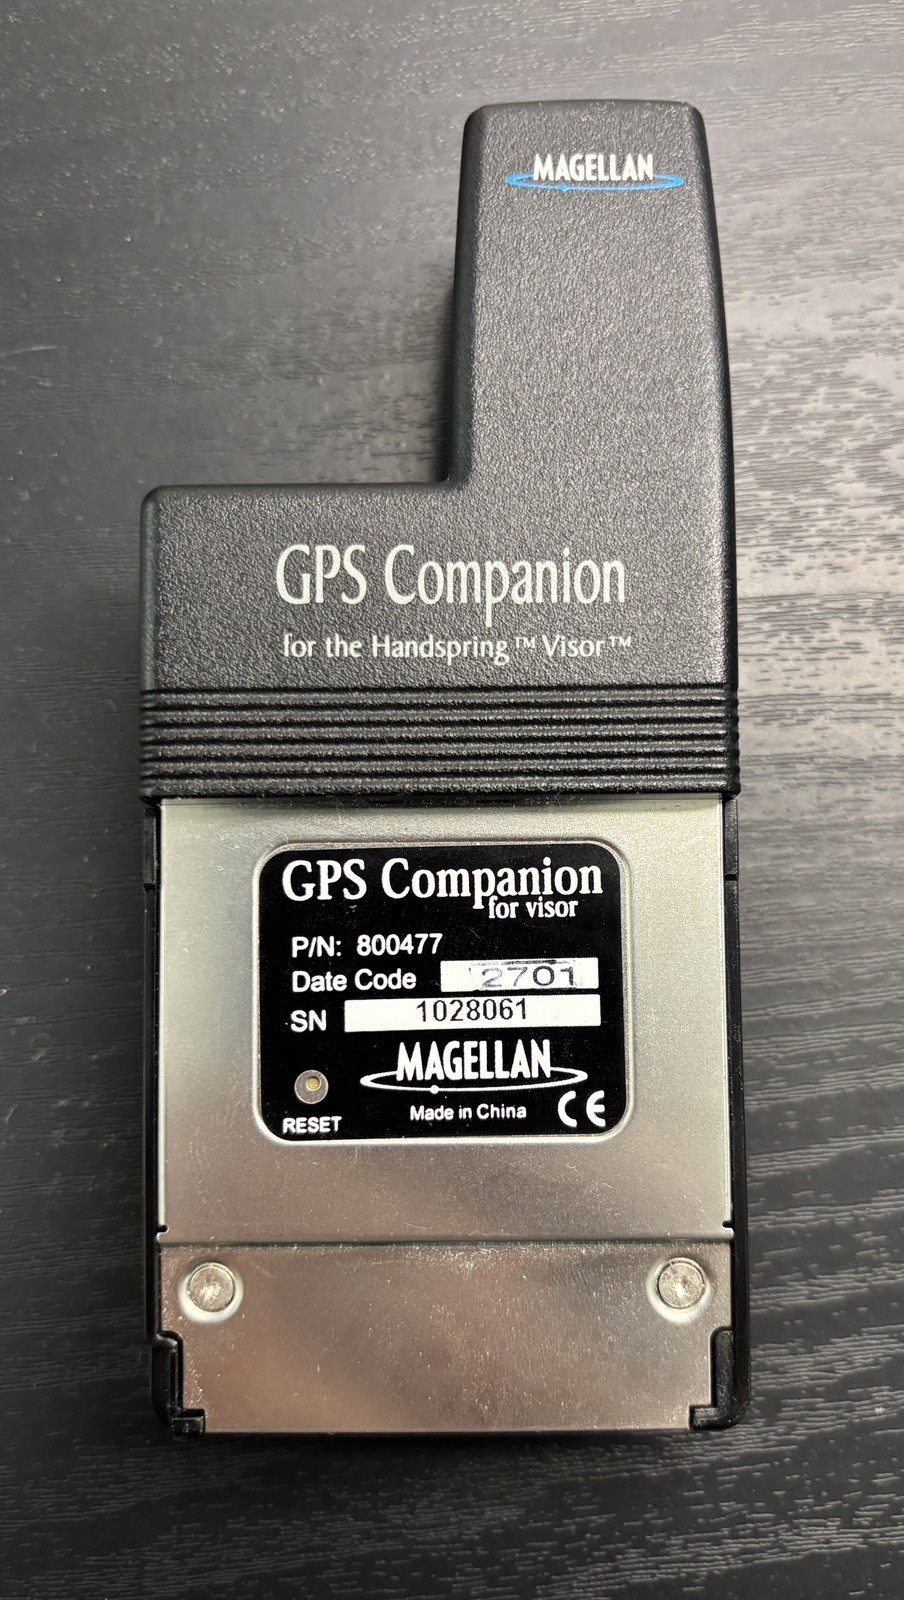 MAGELLAN
GPS Companion
for the Handspring™ Visor™
GPS Companion
for visor
P/N: 800477
Date Code 2701
SN 1028061
MAGELLAN
RESET
Made in China CE